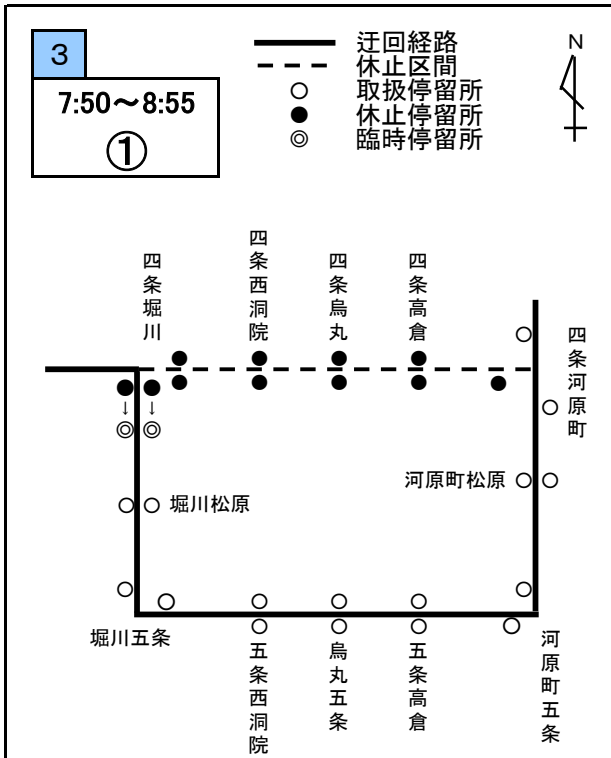 3
7:50～8:55
①
迂回経路
休止区間
取扱停留所
休止停留所
臨時停留所
N
四条堀川
四条西洞院
四条烏丸
四条高倉
四条河原町
河原町松原
堀川松原
堀川五条
五条西洞院
烏丸五条
五条高倉
河原町五条